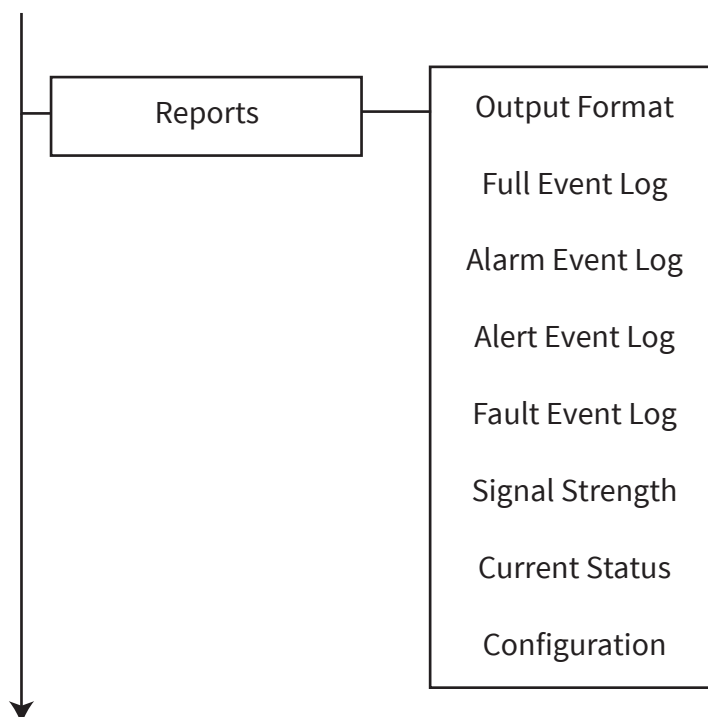 Reports
Output Format
Full Event Log
Alarm Event Log
Alert Event Log
Fault Event Log
Signal Strength
Current Status
Configuration